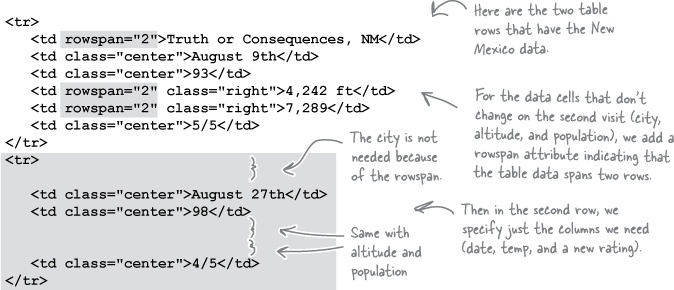 <tr>
<td rowspan="2">Truth or Consequences, NM</td>
<td class="center">August 9th</td>
<td class="center">93</td>
<td rowspan="2" class="right">4,242 ft</td>
<td rowspan="2" class="right">7,289</td>
<td class="center">5/5</td>
</tr>
<tr>
<td class="center">August 27th</td>
<td class="center">98</td>
<td class="center">4/5</td>
</tr>
Here are the two table
rows that have the New
Mexico data.
For the data cells that don't
change on the second visit (city,
altitude, and population), we add a
rowspan attribute indicating that
the table data spans two rows.
The city is not
needed because
of the rowspan.
Then in the second row, we
specify just the columns we need
(date, temp, and a new rating).
Same with
altitude and
population